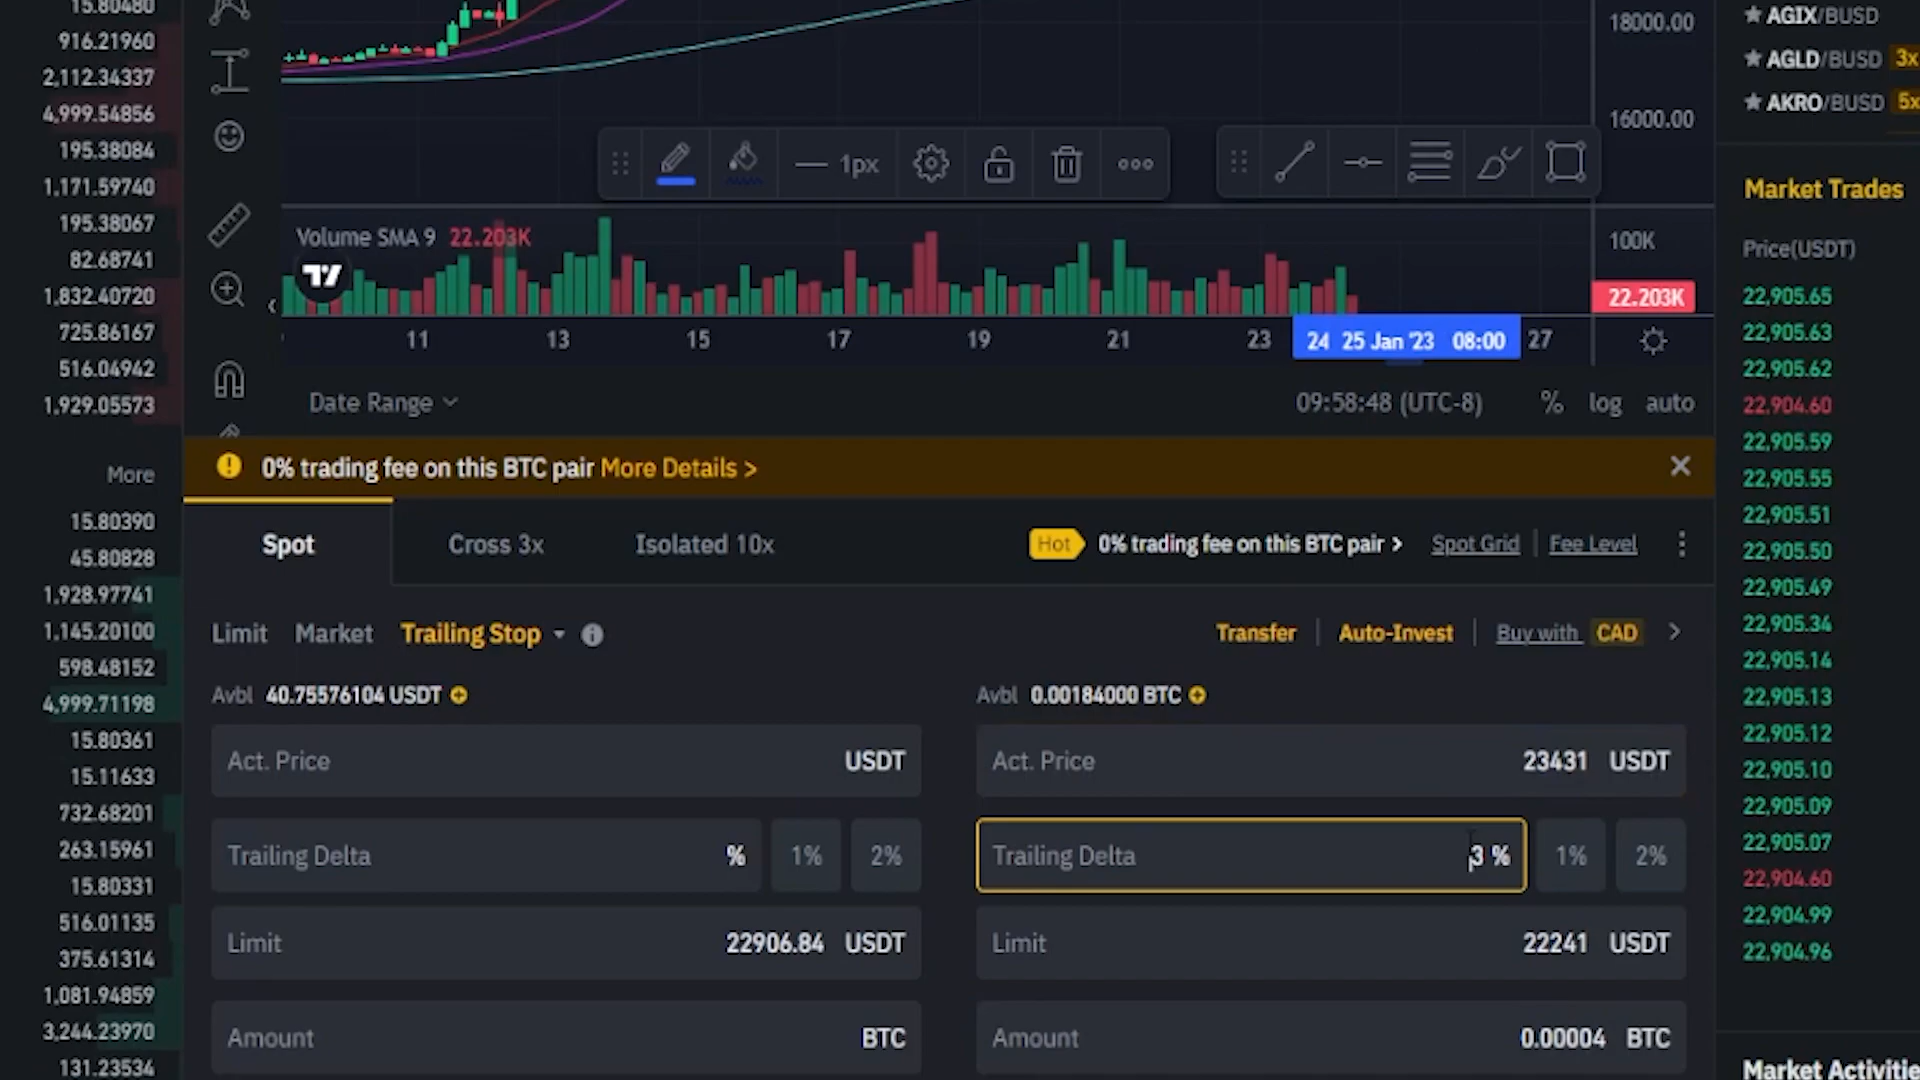 15.80480
916.21960
2,112.34337
4,999.54856
195.38084
1,171.59740
195.38067
82.68741
1,832.40720
725.86167
516.04942
1,929.05573
More
15.80390
45.80828
1,928.97741
1,145.20100
598.48152
4,999.71198
15.80361
15.11633
732.68201
263.15961
15.80331
516.01135
375.61314
1,081.94859
3,244.23970
131.23534
18000.00
16000.00
1px
Volume SMA 9 22.203K
100K
22.203K
11 13 15 17 19 21 23 24 25 Jan '23 08:00 27
Date Range
09:58:48 (UTC-8) % log auto
0% trading fee on this BTC pair More Details >
Spot Cross 3x Isolated 10x
Hot 0% trading fee on this BTC pair > Spot Grid Fee Level
Limit Market Trailing Stop
Transfer Auto-Invest Buy with CAD
Avbl 40.75576104 USDT
Act. Price USDT
Trailing Delta % 1% 2%
Limit 22906.84 USDT
Amount BTC
Avbl 0.00184000 BTC
Act. Price 23431 USDT
Trailing Delta 3 % 1% 2%
Limit 22241 USDT
Amount 0.00004 BTC
AGIX/BUSD
AGLD/BUSD 3x
AKRO/BUSD 5x
Market Trades
Price(USDT)
22,905.65
22,905.63
22,905.62
22,904.60
22,905.59
22,905.55
22,905.51
22,905.50
22,905.49
22,905.34
22,905.14
22,905.13
22,905.12
22,905.10
22,905.09
22,905.07
22,904.60
22,904.99
22,904.96
Market Activitie